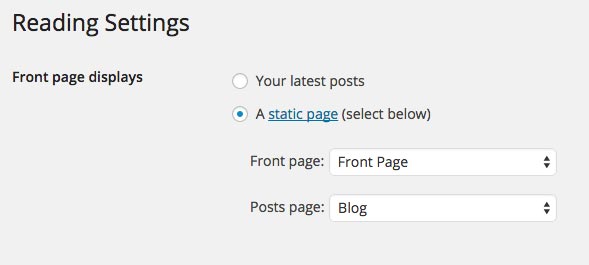 Reading Settings
Front page displays
Your latest posts
A static page (select below)
Front page: Front Page
Posts page: Blog